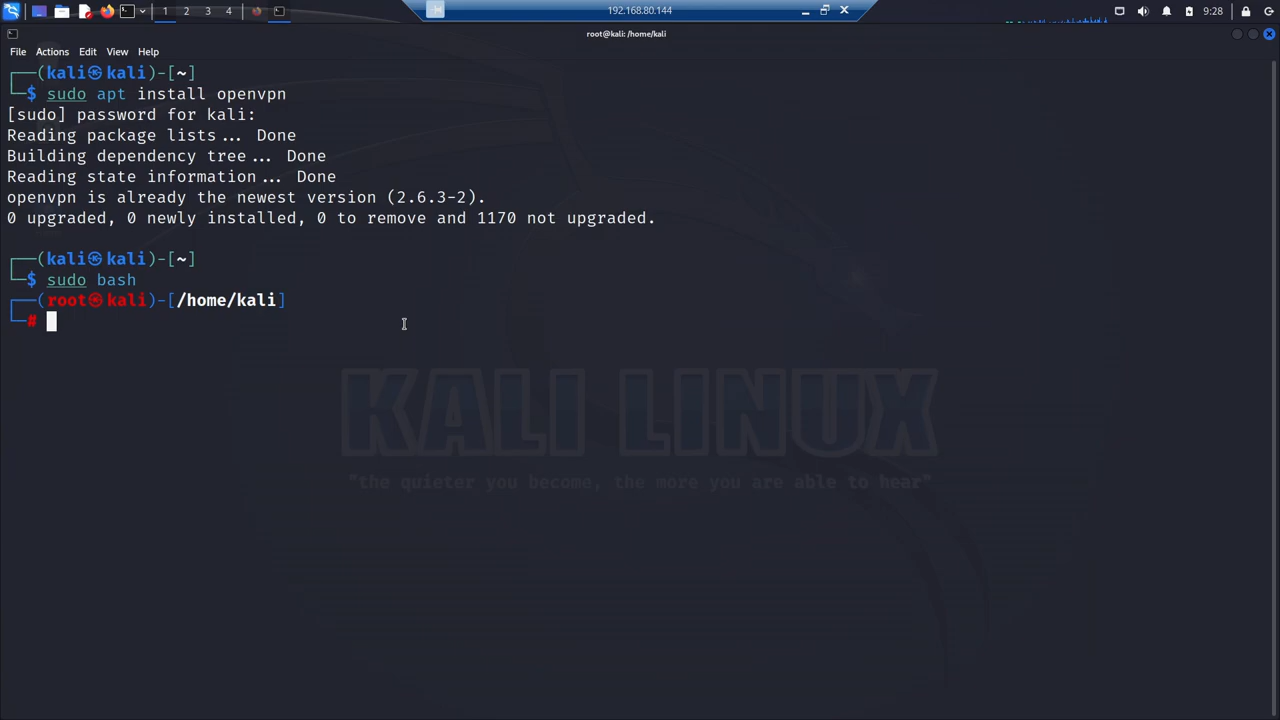 1 2 3 4
192.168.80.144
9:28
root@kali: /home/kali
File Actions Edit View Help
┌──(kali㉿kali)-[~]
└─$ sudo apt install openvpn
[sudo] password for kali:
Reading package lists... Done
Building dependency tree... Done
Reading state information... Done
openvpn is already the newest version (2.6.3-2).
0 upgraded, 0 newly installed, 0 to remove and 1170 not upgraded.
┌──(kali㉿kali)-[~]
└─$ sudo bash
┌──(root㉿kali)-[/home/kali]
└─#
KALI LINUX
"the quieter you become, the more you are able to hear"